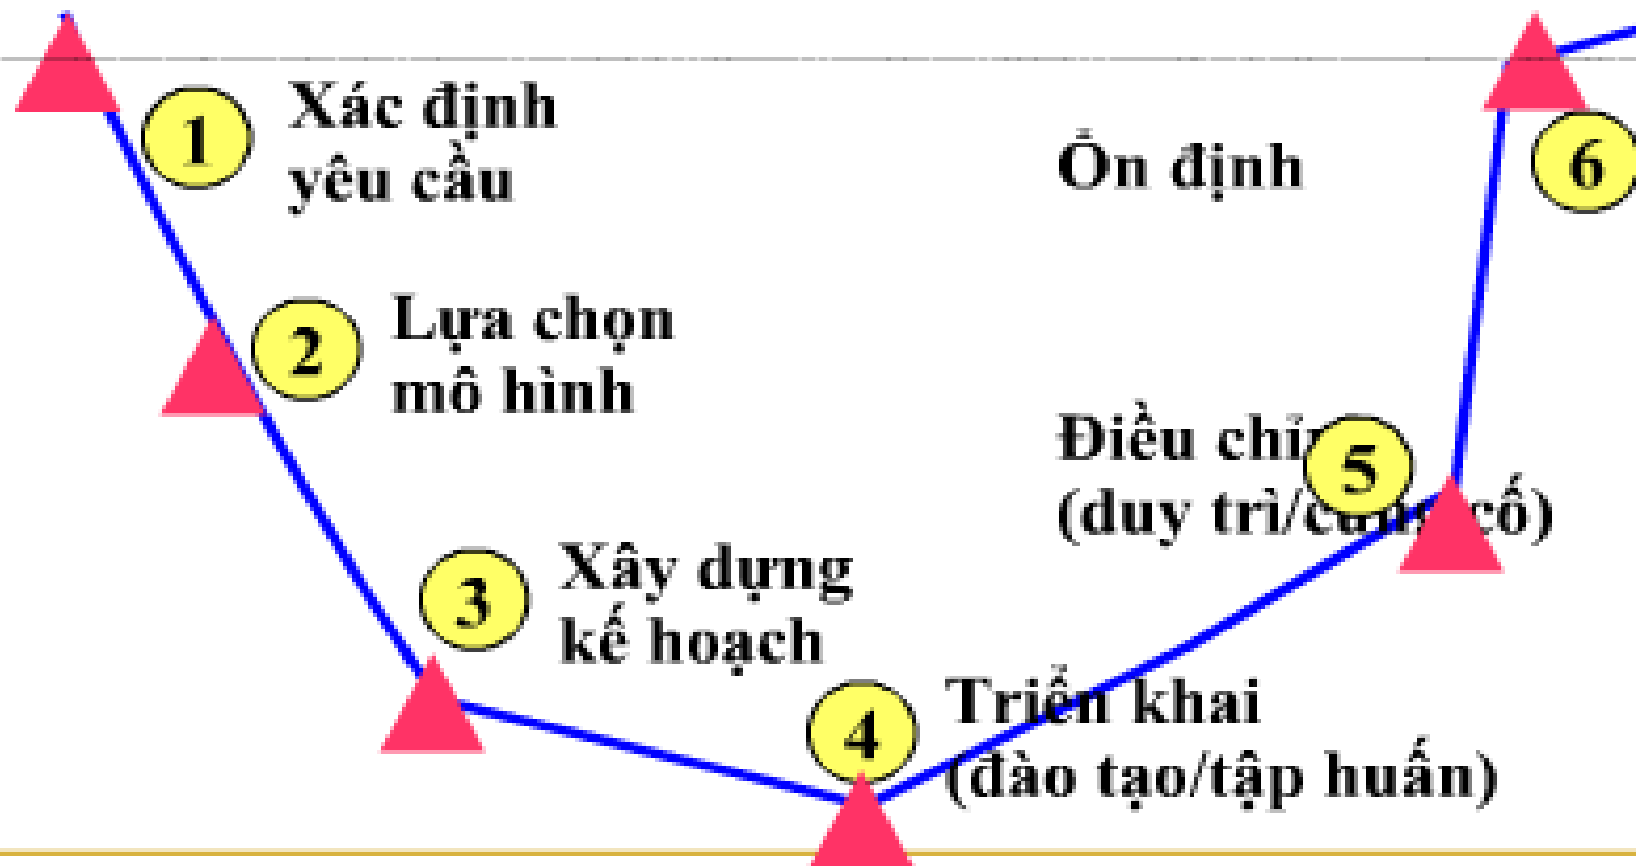 1
Xác định
yêu cầu
2
Lựa chọn
mô hình
3
Xây dựng
kế hoạch
4
Triển khai
(đào tạo/tập huấn)
5
Điều
(duy trì/ cố)
Ổn định
6